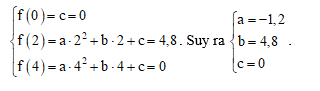 f(0)=c=0
f(2)=a·2²+b·2+c=4,8. Suy ra
f(4)=a·4²+b·4+c=0
a=−1,2
b=4,8 .
c=0